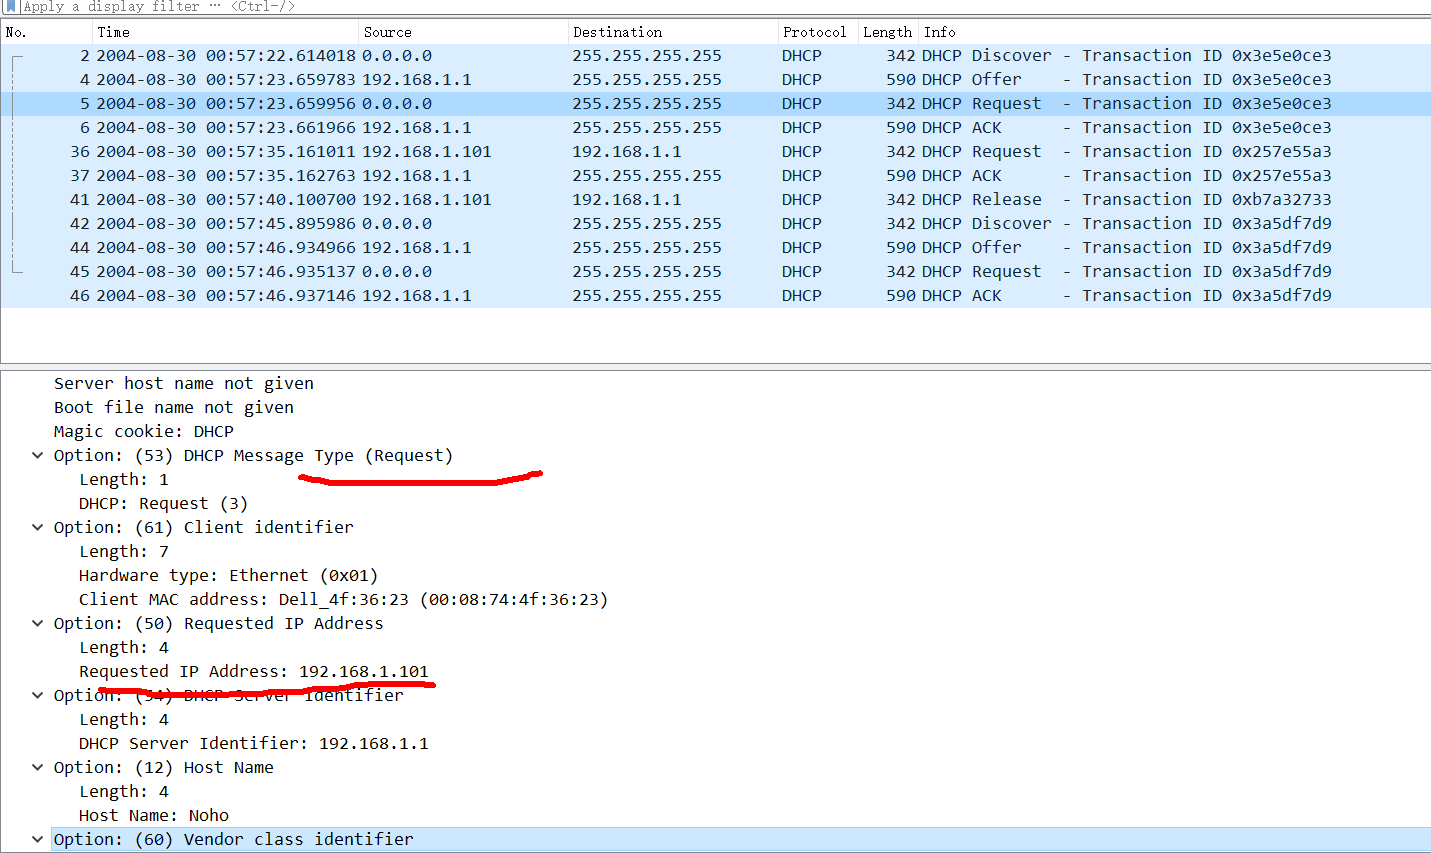 Apply a display filter ··· <Ctrl-/>
No. Time Source Destination Protocol Length Info
2 2004-08-30 00:57:22.614018 0.0.0.0 255.255.255.255 DHCP 342 DHCP Discover - Transaction ID 0x3e5e0ce3
4 2004-08-30 00:57:23.659783 192.168.1.1 255.255.255.255 DHCP 590 DHCP Offer - Transaction ID 0x3e5e0ce3
5 2004-08-30 00:57:23.659956 0.0.0.0 255.255.255.255 DHCP 342 DHCP Request - Transaction ID 0x3e5e0ce3
6 2004-08-30 00:57:23.661966 192.168.1.1 255.255.255.255 DHCP 590 DHCP ACK - Transaction ID 0x3e5e0ce3
36 2004-08-30 00:57:35.161011 192.168.1.101 192.168.1.1 DHCP 342 DHCP Request - Transaction ID 0x257e55a3
37 2004-08-30 00:57:35.162763 192.168.1.1 255.255.255.255 DHCP 590 DHCP ACK - Transaction ID 0x257e55a3
41 2004-08-30 00:57:40.100700 192.168.1.101 192.168.1.1 DHCP 342 DHCP Release - Transaction ID 0xb7a32733
42 2004-08-30 00:57:45.895986 0.0.0.0 255.255.255.255 DHCP 342 DHCP Discover - Transaction ID 0x3a5df7d9
44 2004-08-30 00:57:46.934966 192.168.1.1 255.255.255.255 DHCP 590 DHCP Offer - Transaction ID 0x3a5df7d9
45 2004-08-30 00:57:46.935137 0.0.0.0 255.255.255.255 DHCP 342 DHCP Request - Transaction ID 0x3a5df7d9
46 2004-08-30 00:57:46.937146 192.168.1.1 255.255.255.255 DHCP 590 DHCP ACK - Transaction ID 0x3a5df7d9
Server host name not given
Boot file name not given
Magic cookie: DHCP
Option: (53) DHCP Message Type (Request)
Length: 1
DHCP: Request (3)
Option: (61) Client identifier
Length: 7
Hardware type: Ethernet (0x01)
Client MAC address: Dell_4f:36:23 (00:08:74:4f:36:23)
Option: (50) Requested IP Address
Length: 4
Requested IP Address: 192.168.1.101
Option: (54) DHCP Server Identifier
Length: 4
DHCP Server Identifier: 192.168.1.1
Option: (12) Host Name
Length: 4
Host Name: Noho
Option: (60) Vendor class identifier